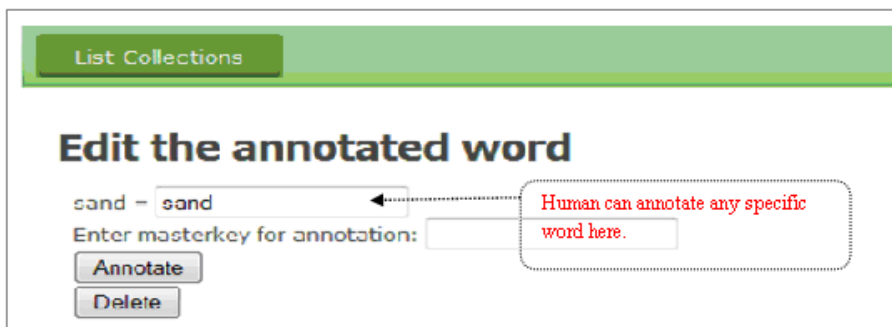 List Collections
Edit the annotated word
sand – sand
Human can annotate any specific
word here.
Enter masterkey for annotation:
Annotate
Delete